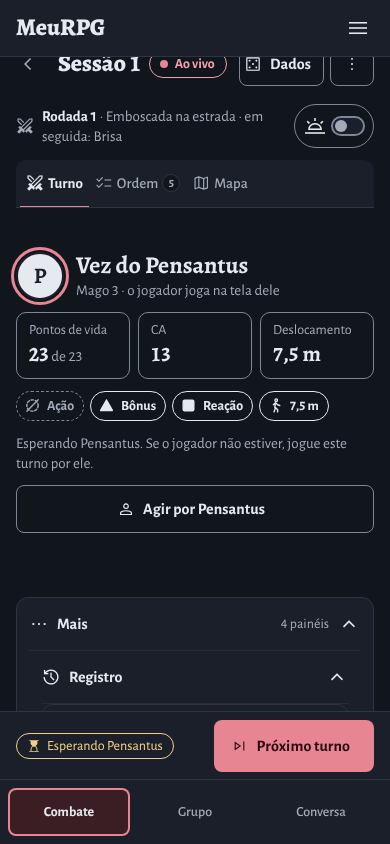 MeuRPG
Sessão 1
Ao vivo
Dados
Rodada 1 · Emboscada na estrada · em
seguida: Brisa
Turno
Ordem 5
Mapa
P
Vez do Pensantus
Mago 3 · o jogador joga na tela dele
Pontos de vida
23 de 23
CA
13
Deslocamento
7,5 m
Ação
Bônus
Reação
7,5 m
Esperando Pensantus. Se o jogador não estiver, jogue este
turno por ele.
Agir por Pensantus
Mais
4 painéis
Registro
Esperando Pensantus
Próximo turno
Combate
Grupo
Conversa